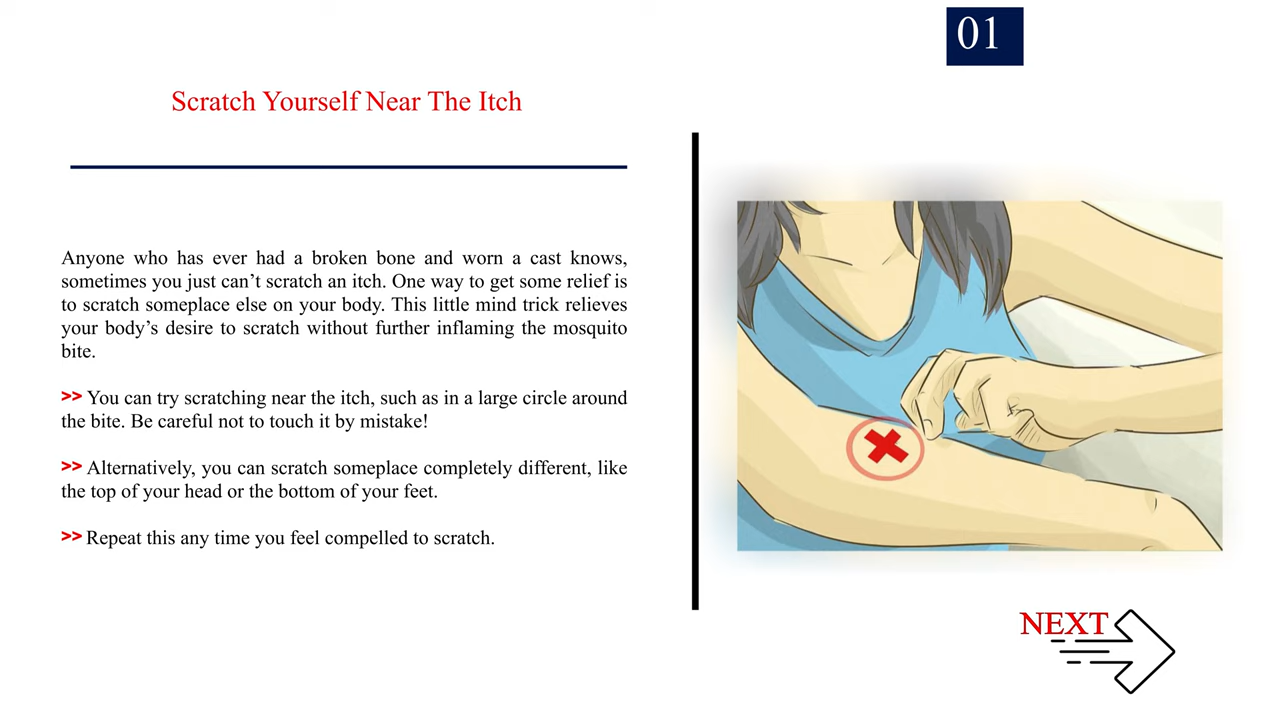 01
Scratch Yourself Near The Itch
Anyone who has ever had a broken bone and worn a cast knows,
sometimes you just can’t scratch an itch. One way to get some relief is
to scratch someplace else on your body. This little mind trick relieves
your body’s desire to scratch without further inflaming the mosquito
bite.
>> You can try scratching near the itch, such as in a large circle around
the bite. Be careful not to touch it by mistake!
>> Alternatively, you can scratch someplace completely different, like
the top of your head or the bottom of your feet.
>> Repeat this any time you feel compelled to scratch.
NEXT